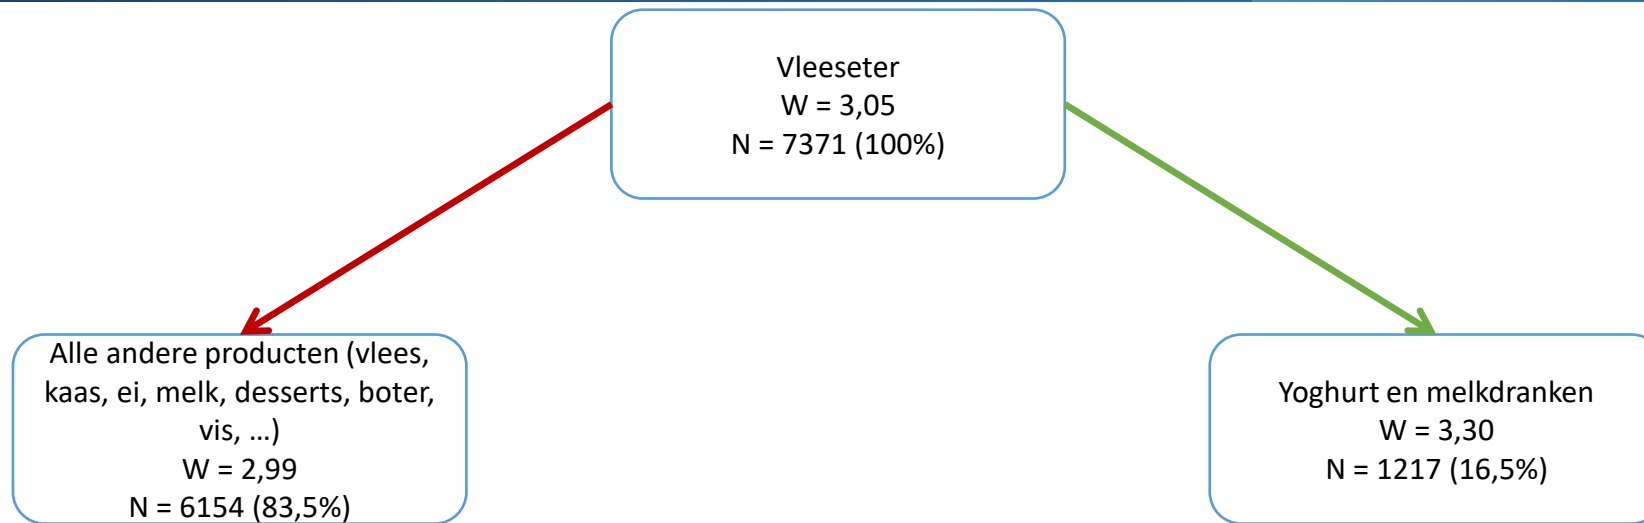 Vleeseter
W = 3,05
N = 7371 (100%)
Alle andere producten (vlees,
kaas, ei, melk, desserts, boter,
vis, …)
W = 2,99
N = 6154 (83,5%)
Yoghurt en melkdranken
W = 3,30
N = 1217 (16,5%)